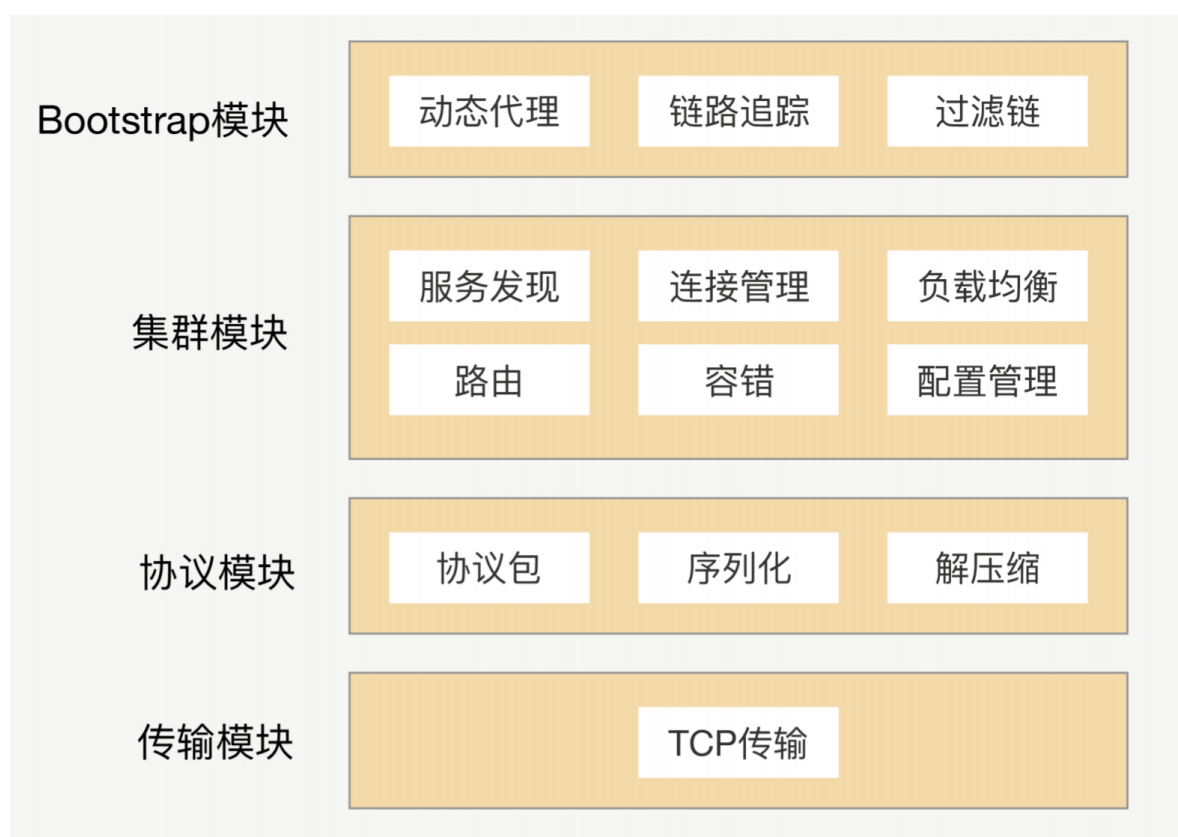 Bootstrap模块
动态代理 链路追踪 过滤链
集群模块
服务发现 连接管理 负载均衡
路由 容错 配置管理
协议模块
协议包 序列化 解压缩
传输模块
TCP传输